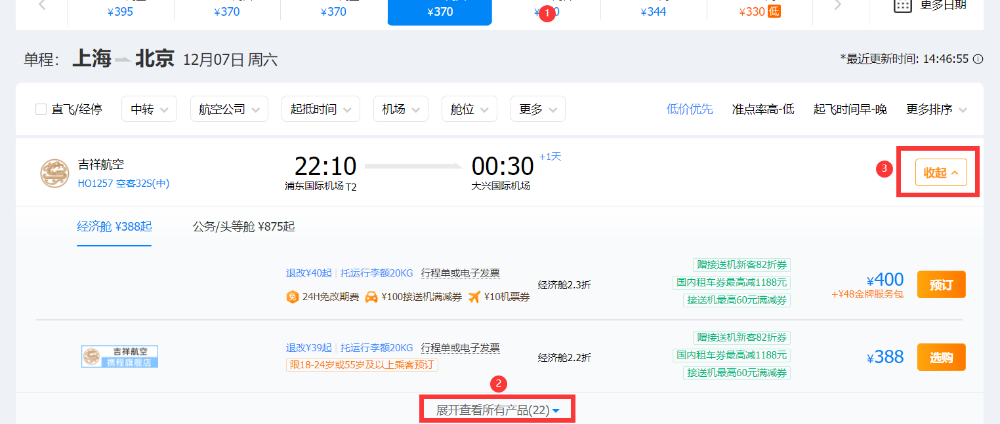 ¥395
¥370
¥370
¥370
1
¥344
¥330 低
更多日期
单程： 上海 北京 12月07日 周六
*最近更新时间: 14:46:55
直飞/经停 中转 航空公司 起抵时间 机场 舱位 更多 低价优先 准点率高-低 起飞时间早-晚 更多排序
吉祥航空
HO1257 空客32S(中)
22:10
浦东国际机场 T2
00:30 +1天
大兴国际机场
3
收起
经济舱 ¥388起 公务/头等舱 ¥875起
退改¥40起 托运行李额20KG 行程单或电子发票
免 24H免改期费 ¥100接送机满减券 ¥10机票券
经济舱2.3折
赠接送机新客82折券
国内租车券最高减1188元
接送机最高60元满减券
¥400
+¥48金牌服务包
预订
吉祥航空
携程旗舰店
退改¥39起 托运行李额20KG 行程单或电子发票
限18-24岁或55岁及以上乘客预订
经济舱2.2折
赠接送机新客82折券
国内租车券最高减1188元
接送机最高60元满减券
¥388
选购
2
展开查看所有产品(22)